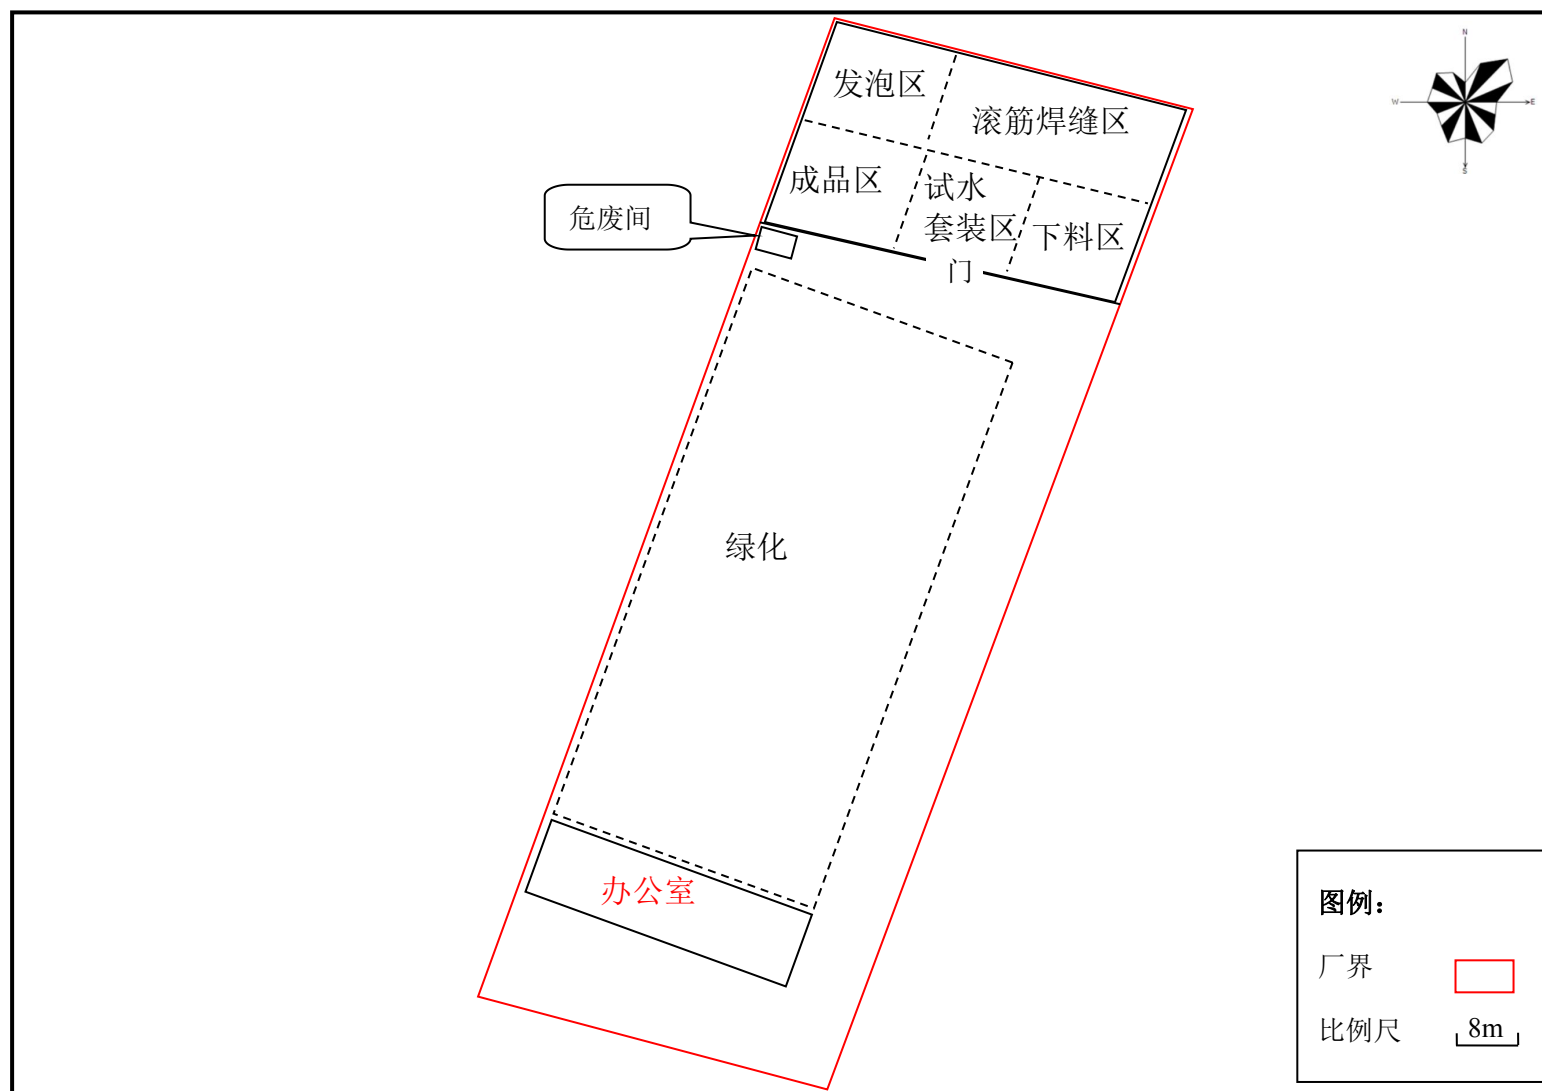 发泡区
滚筋焊缝区
成品区
试水
套装区
下料区
门
危废间
绿化
办公室
N
W
E
S
图例：
厂界
比例尺
8m